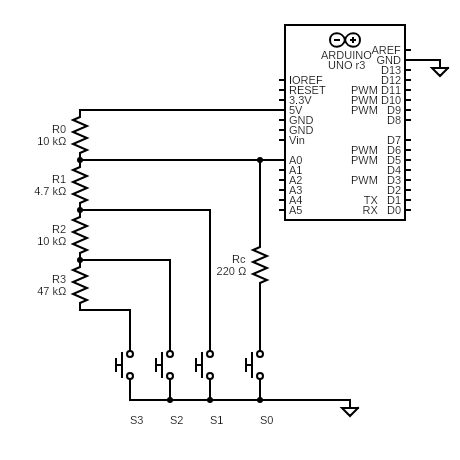 ARDUINO
UNO r3
AREF
GND
D13
IOREF D12
RESET PWM D11
3.3V PWM D10
5V PWM D9
GND D8
GND
Vin D7
PWM D6
A0 PWM D5
A1 D4
A2 PWM D3
A3 D2
A4 TX D1
A5 RX D0
R0
10 kΩ
R1
4.7 kΩ
R2
10 kΩ
Rc
220 Ω
R3
47 kΩ
S3 S2 S1 S0